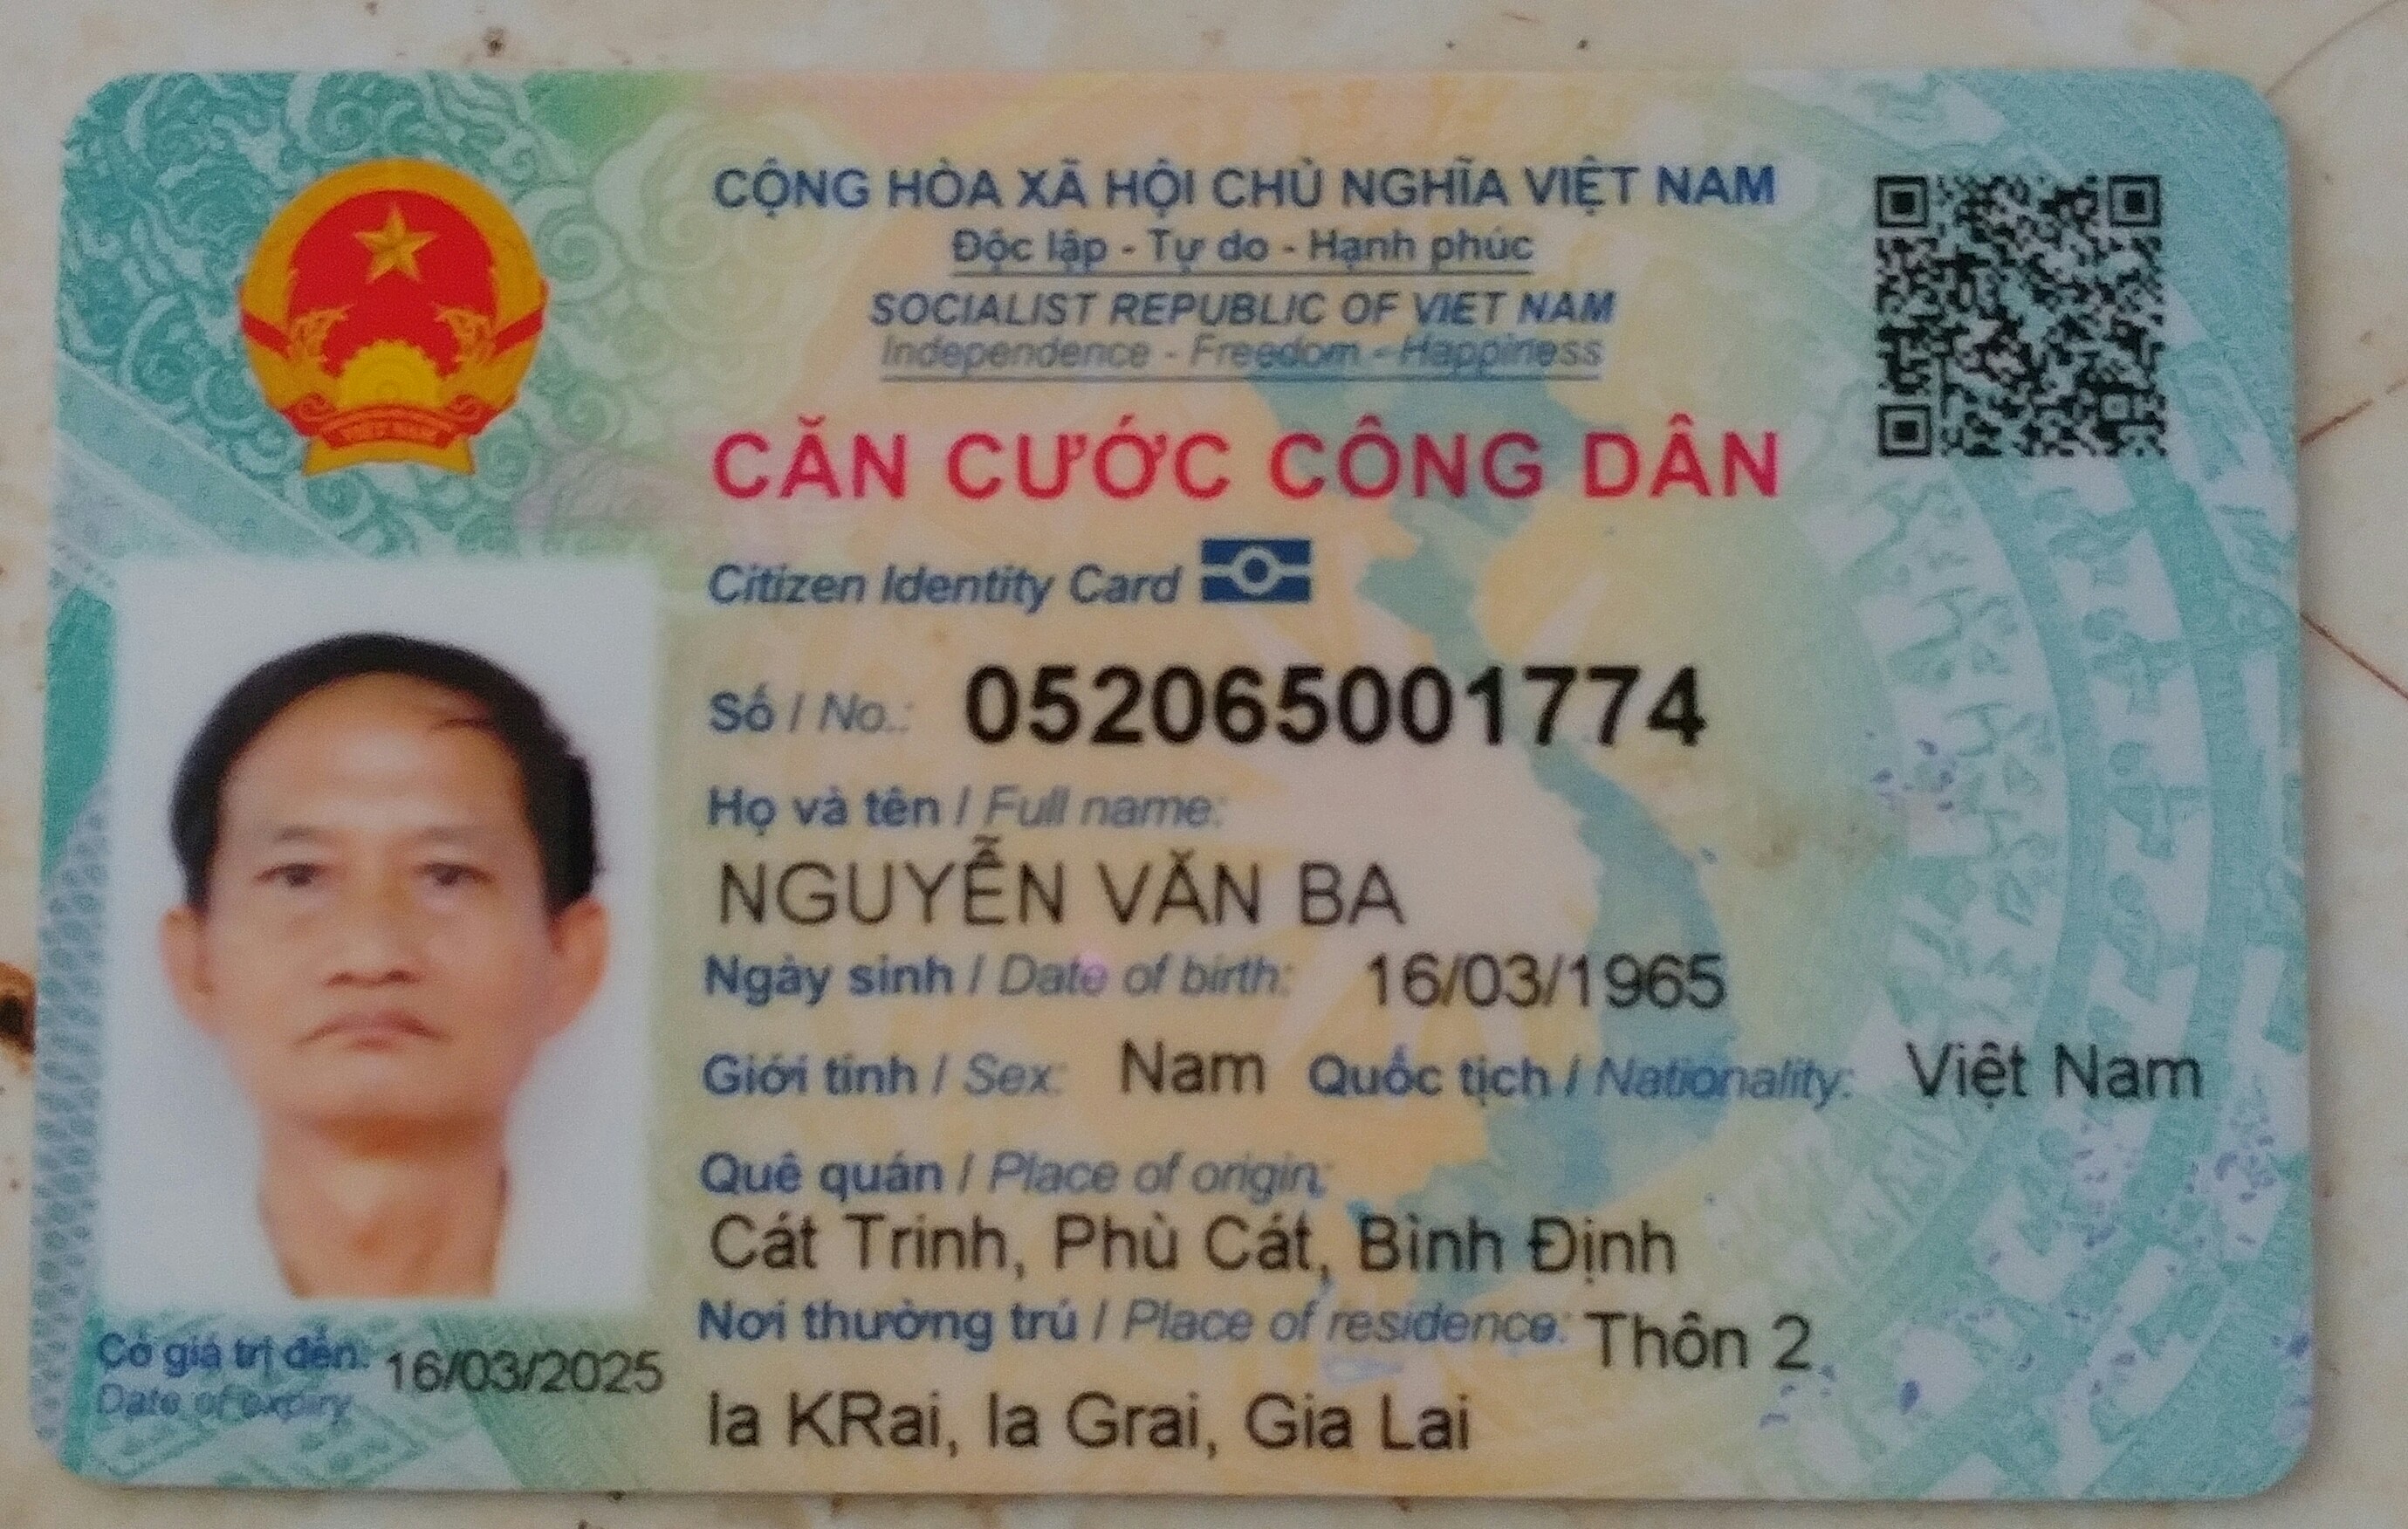 CỘNG HÒA XÃ HỘI CHỦ NGHĨA VIỆT NAM
Độc lập - Tự do - Hạnh phúc
SOCIALIST REPUBLIC OF VIET NAM
Independence - Freedom - Happiness
CĂN CƯỚC CÔNG DÂN
Citizen Identity Card
Số / No.: 052065001774
Họ và tên / Full name:
NGUYỄN VĂN BA
Ngày sinh / Date of birth: 16/03/1965
Giới tính / Sex: Nam Quốc tịch / Nationality: Việt Nam
Quê quán / Place of origin:
Cát Trinh, Phù Cát, Bình Định
Nơi thường trú / Place of residence: Thôn 2
Ia KRai, Ia Grai, Gia Lai
Có giá trị đến: 16/03/2025
Date of expiry
VIỆT NAM